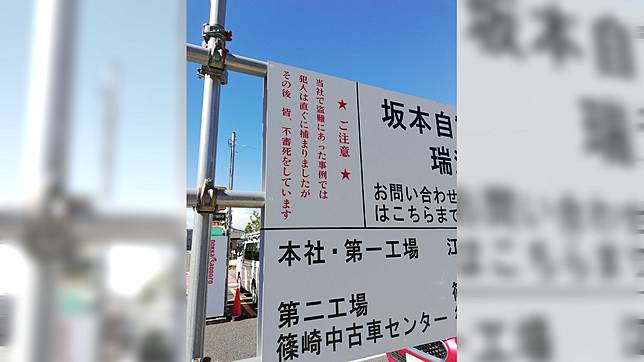 ★ ご注意 ★
当社で盗難にあった事例では
犯人は直ぐに捕まりましたが
その後 皆、不審死をしています
坂本自
瑞
お問い合わせ
はこちらまで
本社・第一工場 江
第二工場
篠崎中古車センター